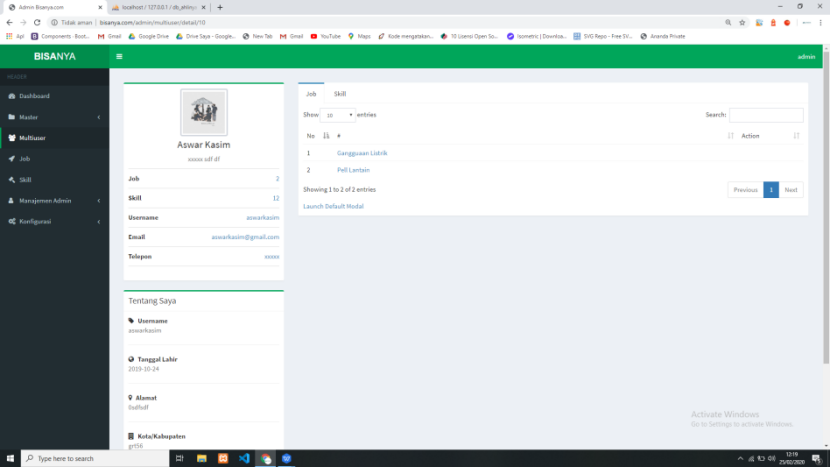 Admin Bisanya.com
localhost / 127.0.0.1 / db_ehlny
Tidak aman | bisanya.com/admin/multiuser/detail/10
Apl Components · Boot... Gmail Google Drive Drive Saya - Google... New Tab Gmail YouTube Maps Kode mengatakan... 10 Lisensi Open So... Isometric | Downloa... SVG Repo - Free SV... Ananda Private
BISANYA
admin
HEADER
Dashboard
Master
Multiuser
Job
Skill
Manajemen Admin
Konfigurasi
Aswar Kasim
xxxxx sdf df
Job 2
Skill 12
Username aswarkasim
Email aswarkasim@gmail.com
Telepon xxxxx
Tentang Saya
Username
aswarkasim
Tanggal Lahir
2019-10-24
Alamat
Kota/Kabupaten
grt56
Job Skill
Show 10 entries
Search:
No # Action
1 Gangguaan Listrik
2 Pell Lantain
Showing 1 to 2 of 2 entries
Previous 1 Next
Launch Default Modal
Activate Windows
Go to Settings to activate Windows.
Type here to search
12:19
25/02/2020